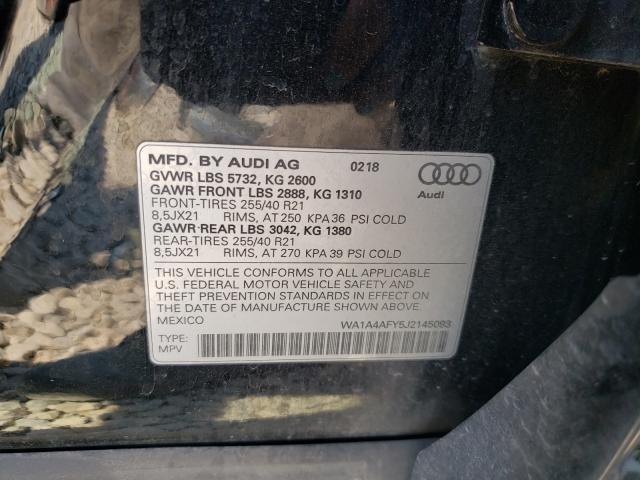 MFD. BY AUDI AG 0218
GVWR LBS 5732, KG 2600
GAWR FRONT LBS 2888, KG 1310
FRONT-TIRES 255/40 R21
8,5JX21 RIMS, AT 250 KPA 36 PSI COLD
GAWR REAR LBS 3042, KG 1380
REAR-TIRES 255/40 R21
8,5JX21 RIMS, AT 270 KPA 39 PSI COLD
Audi
THIS VEHICLE CONFORMS TO ALL APPLICABLE
U.S. FEDERAL MOTOR VEHICLE SAFETY AND
THEFT PREVENTION STANDARDS IN EFFECT ON
THE DATE OF MANUFACTURE SHOWN ABOVE.
MEXICO WA1A4AFY5J2145093
TYPE:
MPV